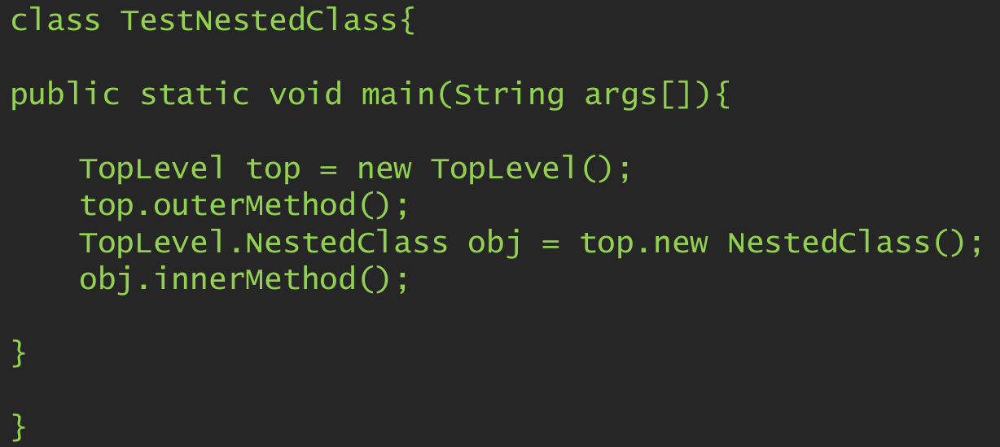 class TestNestedClass{
public static void main(String args[]){
TopLevel top = new TopLevel();
top.outerMethod();
TopLevel.NestedClass obj = top.new NestedClass();
obj.innerMethod();
}
}